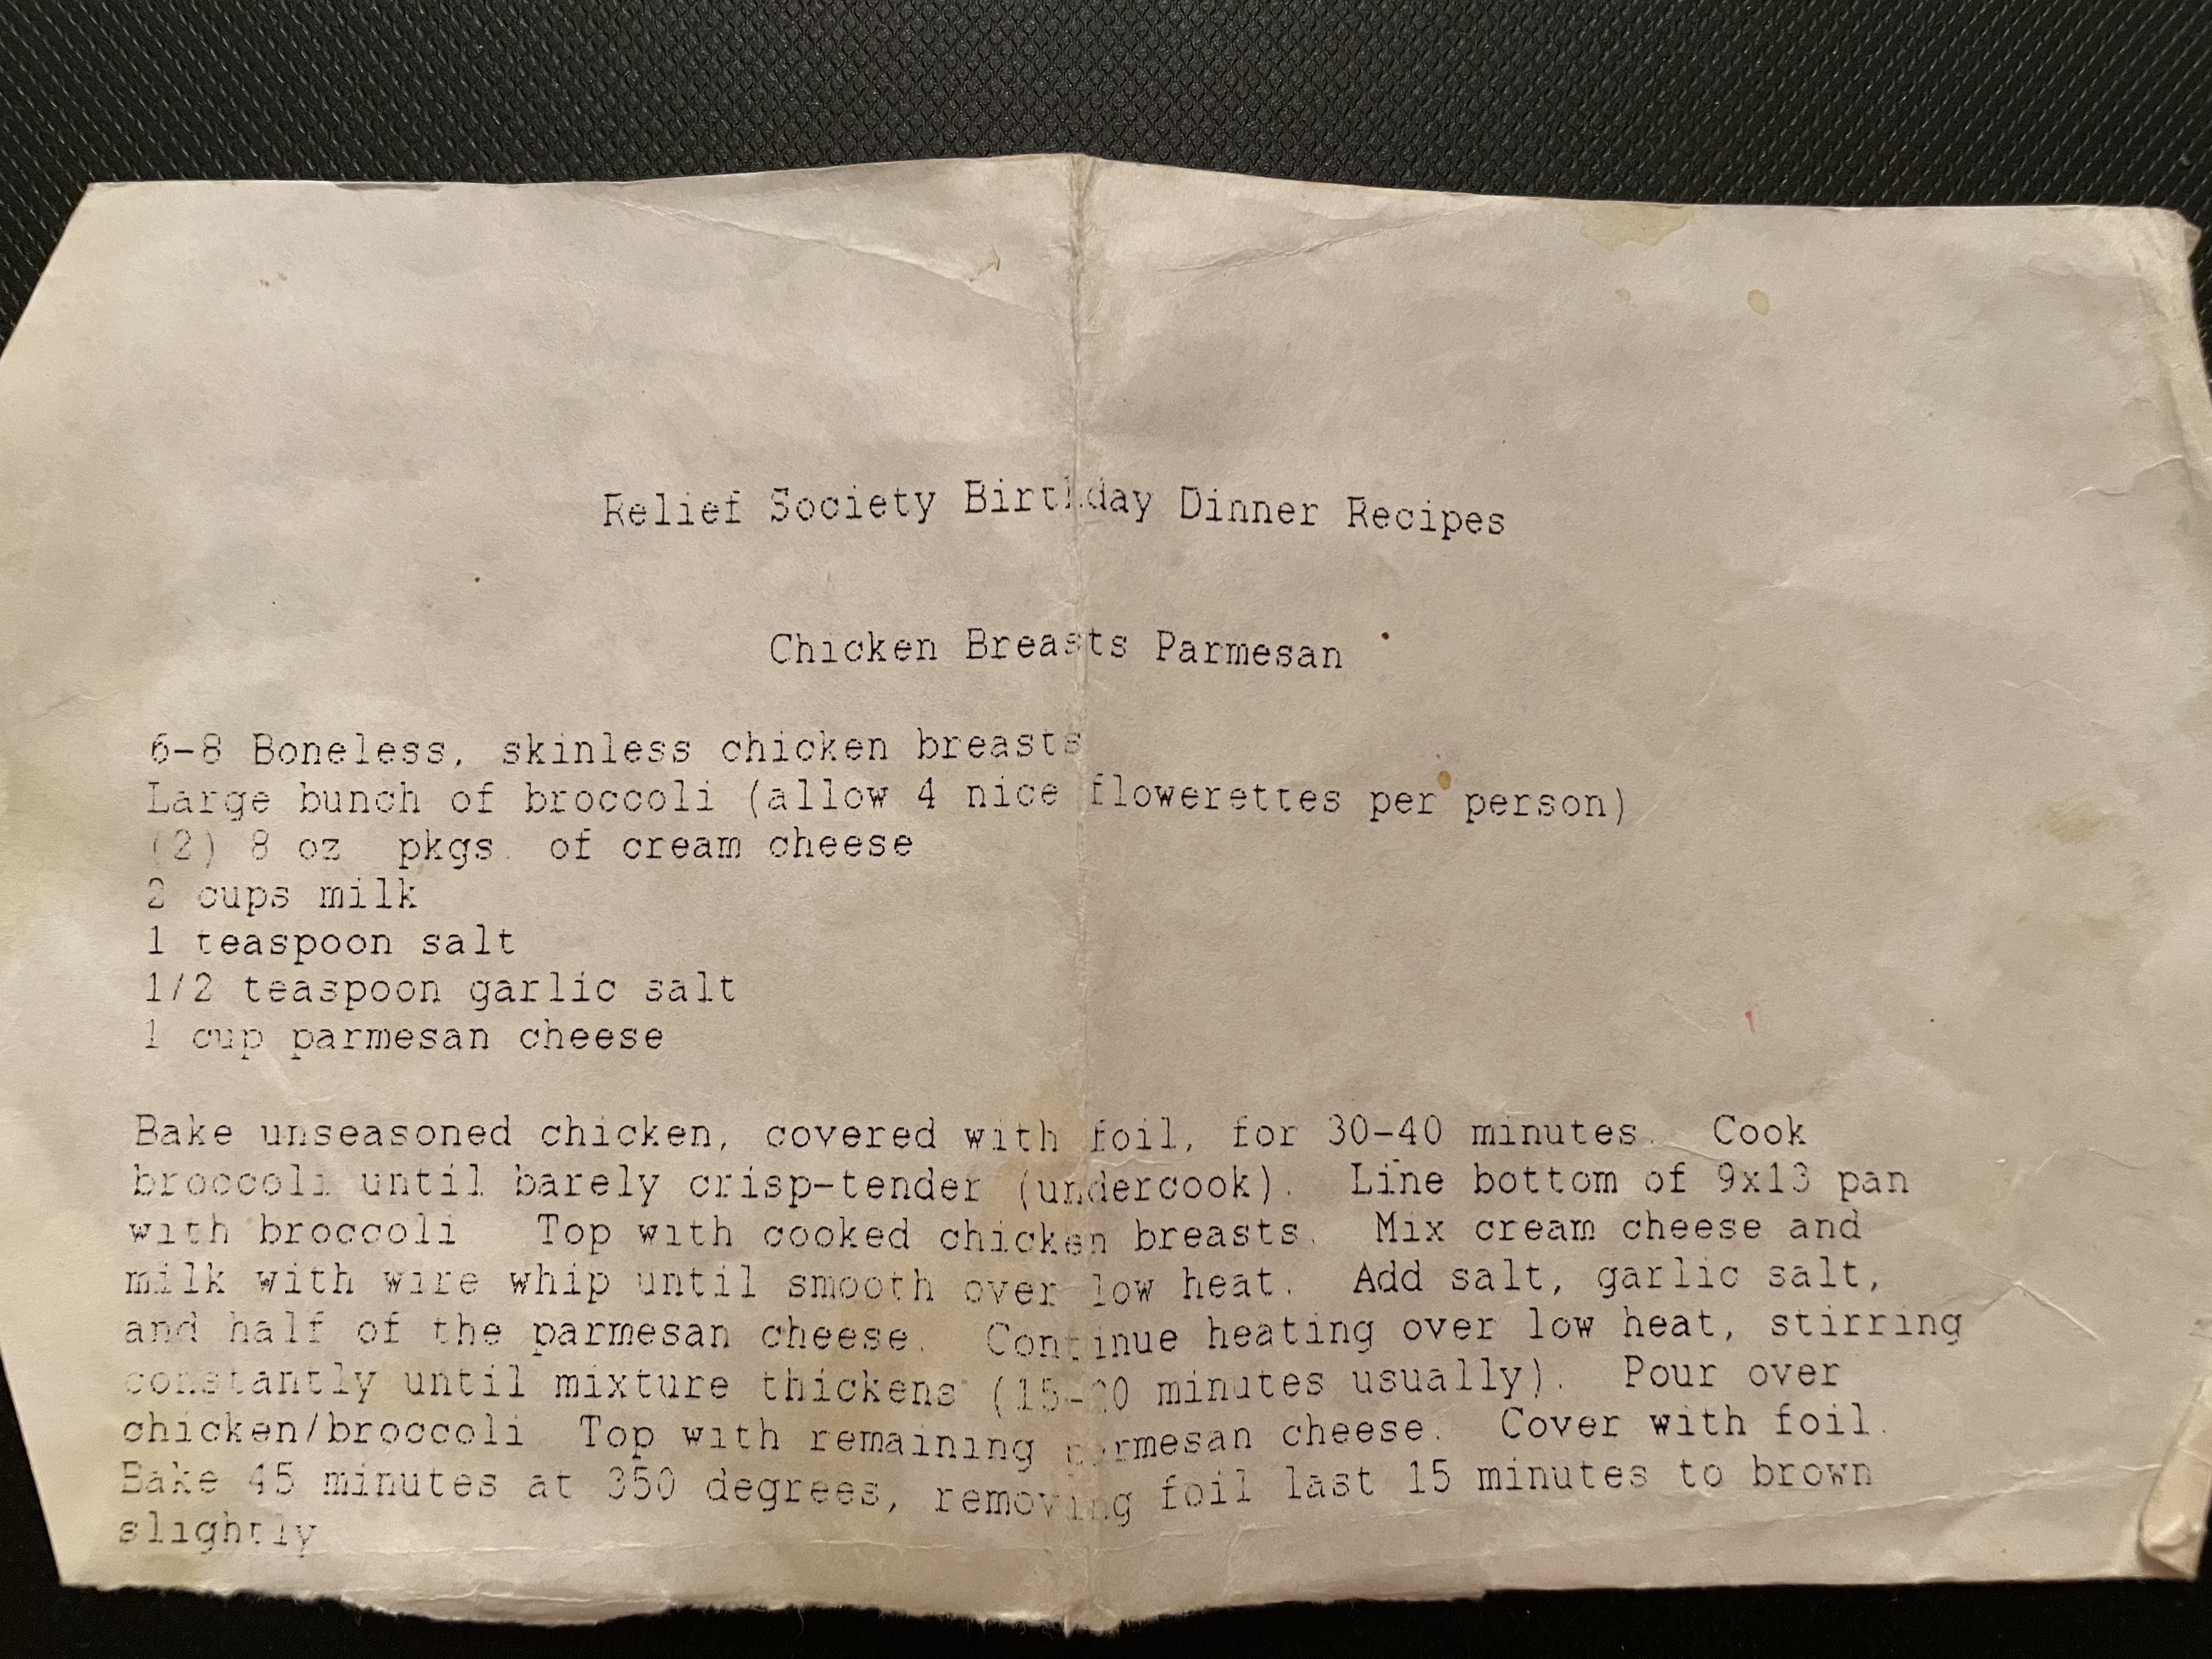 Relief Society Birthday Dinner Recipes
Chicken Breasts Parmesan
6-8 Boneless, skinless chicken breasts
Large bunch of broccoli (allow 4 nice flowerettes per person)
(2) 8 oz pkgs. of cream cheese
2 cups milk
1 teaspoon salt
1/2 teaspoon garlic salt
1 cup parmesan cheese
Bake unseasoned chicken, covered with foil, for 30-40 minutes. Cook
broccoli until barely crisp-tender (undercook). Line bottom of 9x13 pan
with broccoli Top with cooked chicken breasts. Mix cream cheese and
milk with wire whip until smooth over low heat. Add salt, garlic salt,
and half of the parmesan cheese. Continue heating over low heat, stirring
constantly until mixture thickens (15-20 minutes usually). Pour over
chicken/broccoli Top with remaining parmesan cheese. Cover with foil.
Bake 45 minutes at 350 degrees, removing foil last 15 minutes to brown
slightly